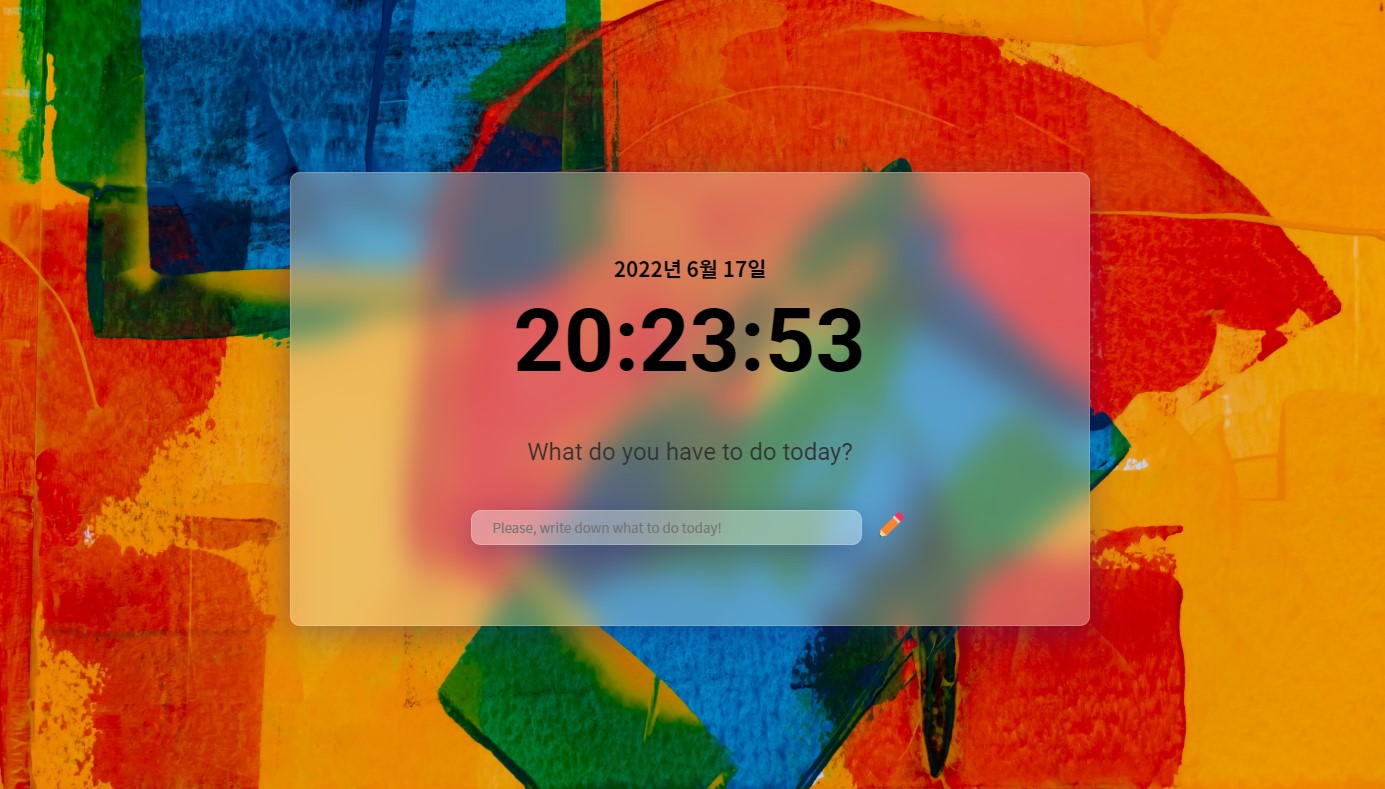 2022년 6월 17일
20:23:53
What do you have to do today?
Please, write down what to do today!